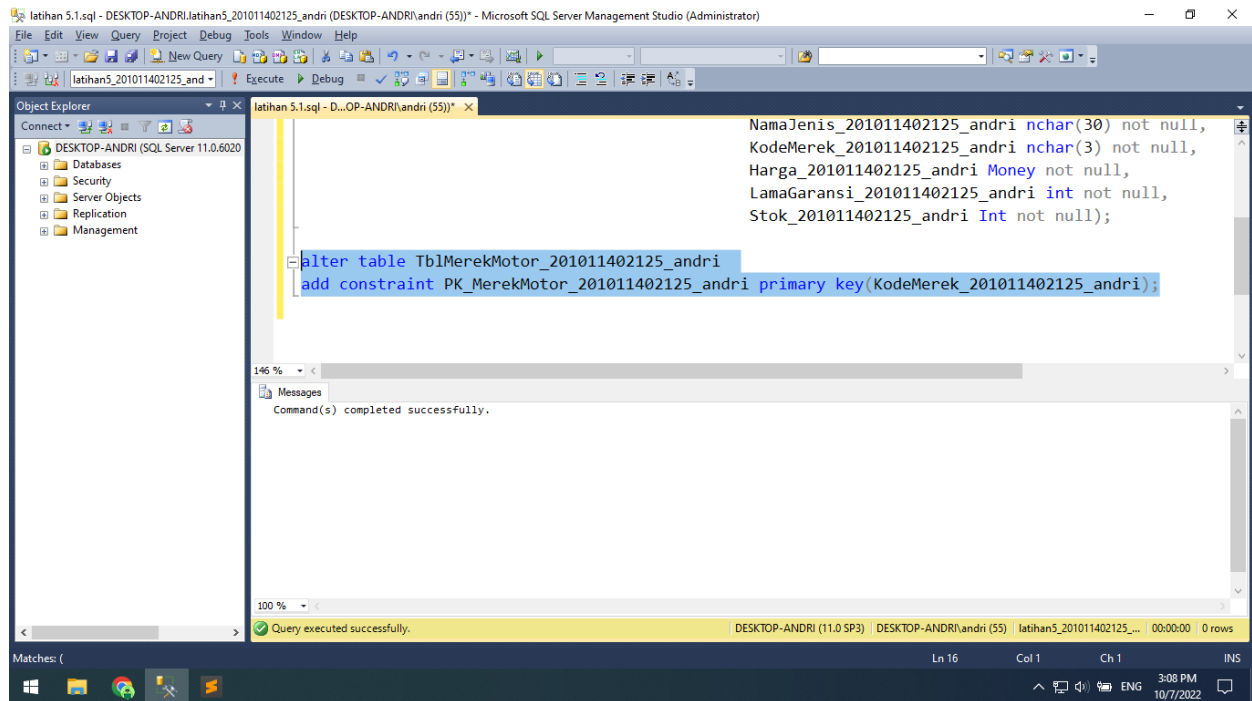 latihan 5.1.sql - DESKTOP-ANDRI.latihan5_201011402125_andri (DESKTOP-ANDRI\andri (55))* - Microsoft SQL Server Management Studio (Administrator)
File Edit View Query Project Debug Tools Window Help
New Query
latihan5_201011402125_and Execute Debug
Object Explorer
latihan 5.1.sql - D...OP-ANDRI\andri (55))*
Connect
DESKTOP-ANDRI (SQL Server 11.0.6020
Databases
Security
Server Objects
Replication
Management
NamaJenis_201011402125_andri nchar(30) not null,
KodeMerek_201011402125_andri nchar(3) not null,
Harga_201011402125_andri Money not null,
LamaGaransi_201011402125_andri int not null,
Stok_201011402125_andri Int not null);
alter table TblMerekMotor_201011402125_andri
add constraint PK_MerekMotor_201011402125_andri primary key(KodeMerek_201011402125_andri);
146 %
Messages
Command(s) completed successfully.
100 %
Query executed successfully. DESKTOP-ANDRI (11.0 SP3) DESKTOP-ANDRI\andri (55) latihan5_201011402125_... 00:00:00 0 rows
Matches: ( Ln 16 Col 1 Ch 1 INS
ENG 3:08 PM
10/7/2022